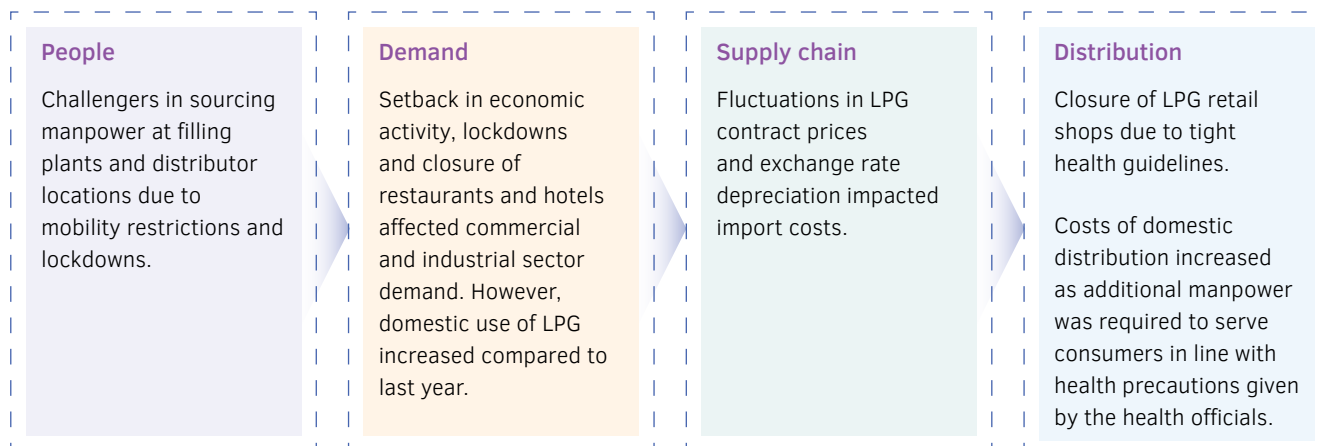 People
Challengers in sourcing
manpower at filling
plants and distributor
locations due to
mobility restrictions and
lockdowns.
Demand
Setback in economic
activity, lockdowns
and closure of
restaurants and hotels
affected commercial
and industrial sector
demand. However,
domestic use of LPG
increased compared to
last year.
Supply chain
Fluctuations in LPG
contract prices
and exchange rate
depreciation impacted
import costs.
Distribution
Closure of LPG retail
shops due to tight
health guidelines.
Costs of domestic
distribution increased
as additional manpower
was required to serve
consumers in line with
health precautions given
by the health officials.